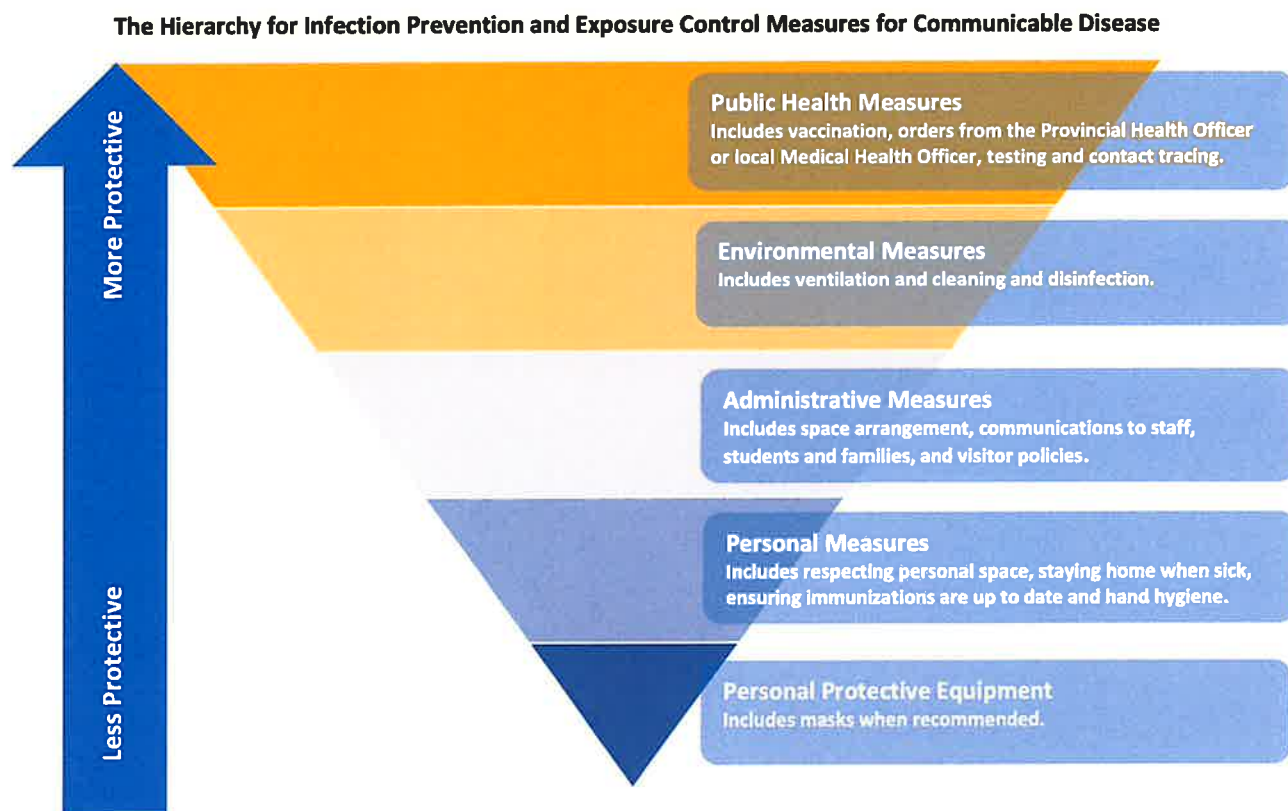 The Hierarchy for Infection Prevention and Exposure Control Measures for Communicable Disease
More Protective
Less Protective
Public Health Measures
Includes vaccination, orders from the Provincial Health Officer
or local Medical Health Officer, testing and contact tracing.
Environmental Measures
Includes ventilation and cleaning and disinfection.
Administrative Measures
Includes space arrangement, communications to staff,
students and families, and visitor policies.
Personal Measures
Includes respecting personal space, staying home when sick,
ensuring immunizations are up to date and hand hygiene.
Personal Protective Equipment
Includes masks when recommended.